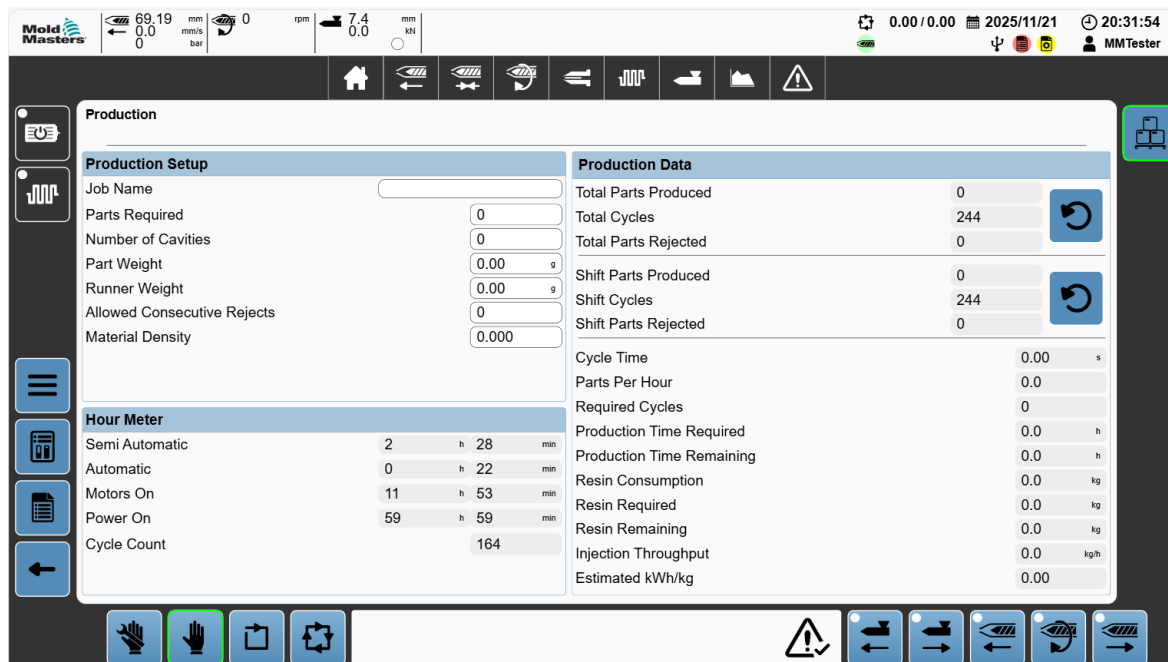 Mold Masters
69.19 mm
0.0 mm/s
0 bar
0 rpm
7.4 mm
0.0 kN
0.00 / 0.00
2025/11/21
20:31:54
MMTester
Production
Production Setup
Job Name
Parts Required 0
Number of Cavities 0
Part Weight 0.00 g
Runner Weight 0.00 g
Allowed Consecutive Rejects 0
Material Density 0.000
Hour Meter
Semi Automatic 2 h 28 min
Automatic 0 h 22 min
Motors On 11 h 53 min
Power On 59 h 59 min
Cycle Count 164
Production Data
Total Parts Produced 0
Total Cycles 244
Total Parts Rejected 0
Shift Parts Produced 0
Shift Cycles 244
Shift Parts Rejected 0
Cycle Time 0.00 s
Parts Per Hour 0.0
Required Cycles 0
Production Time Required 0.0 h
Production Time Remaining 0.0 h
Resin Consumption 0.0 kg
Resin Required 0.0 kg
Resin Remaining 0.0 kg
Injection Throughput 0.0 kg/h
Estimated kWh/kg 0.00